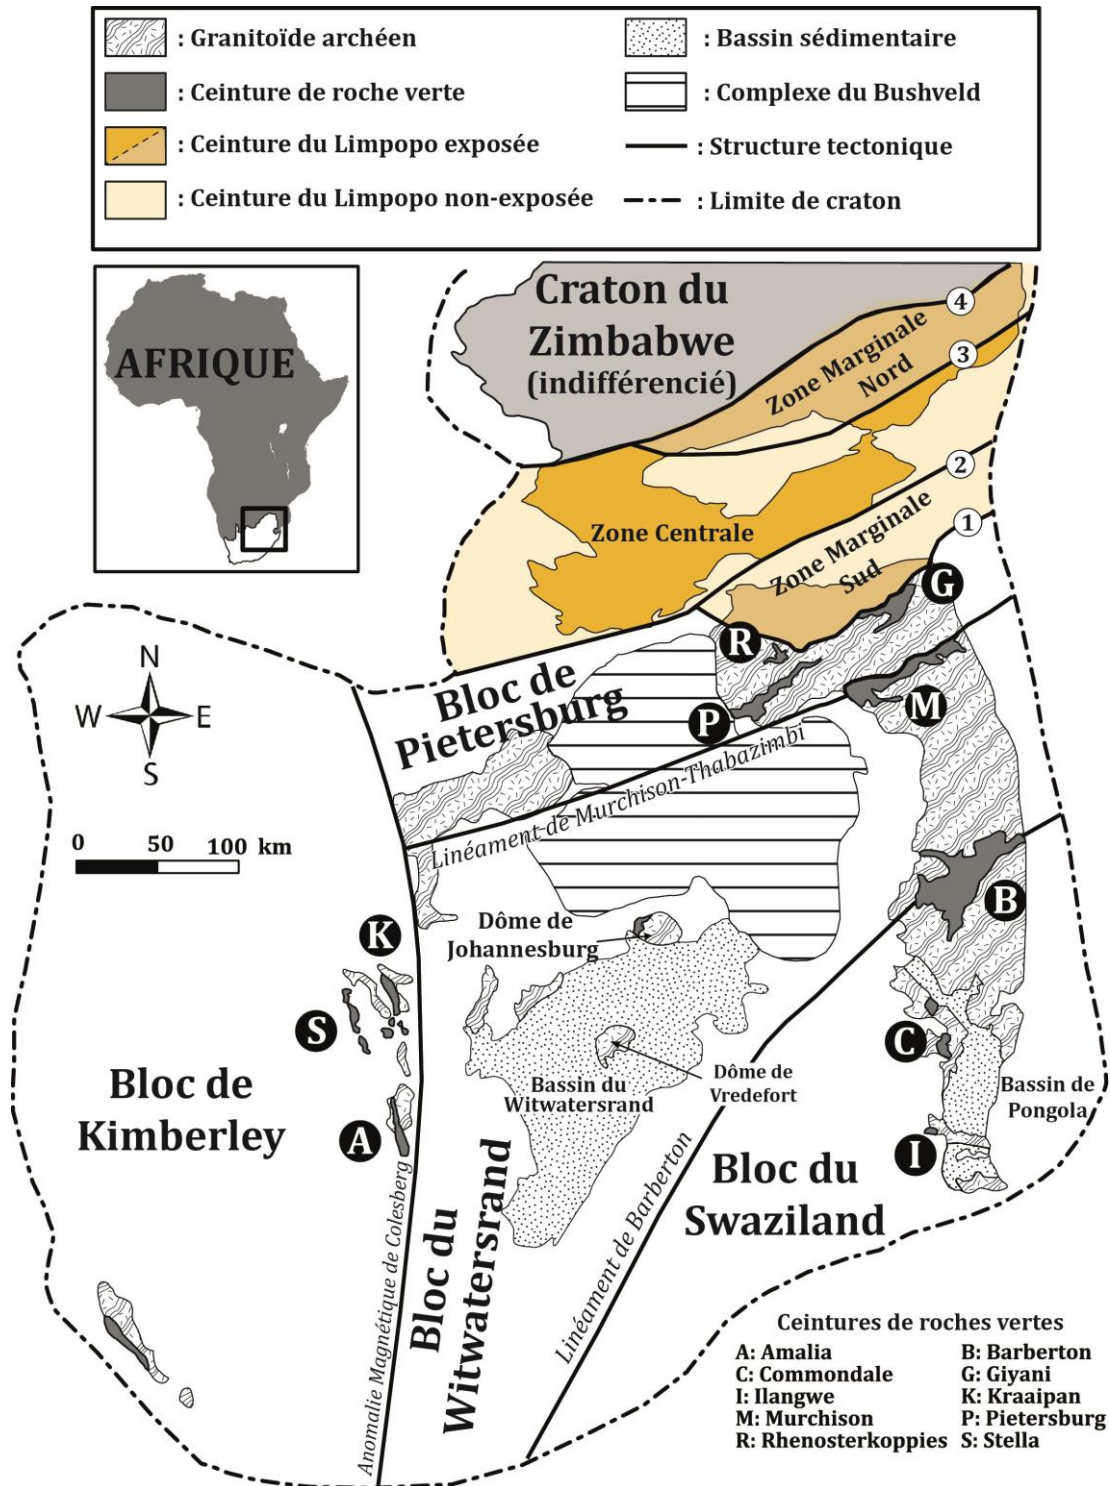 : Granitoïde archéen
: Bassin sédimentaire
: Ceinture de roche verte
: Complexe du Bushveld
: Ceinture du Limpopo exposée
: Structure tectonique
: Ceinture du Limpopo non-exposée
: Limite de craton
AFRIQUE
Craton du
Zimbabwe
(indifférencié)
4
Zone Marginale
Nord
3
2
Zone Centrale
Zone Marginale
Sud
1
G
R
N
W
E
S
Bloc de
Pietersburg
P
M
Linéament de Murchison-Thabazimbi
0
50
100 km
B
K
Dôme de
Johannesburg
S
C
Bloc de
Kimberley
Bassin du
Witwatersrand
Dôme de
Vredefort
Bassin de
Pongola
A
I
Anomalie Magnétique de Colesberg
Bloc du
Witwatersrand
Linéament de Barberton
Bloc du
Swaziland
Ceintures de roches vertes
A: Amalia
B: Barberton
C: Commondale
G: Giyani
I: Ilangwe
K: Kraaipan
M: Murchison
P: Pietersburg
R: Rhenosterkoppies
S: Stella